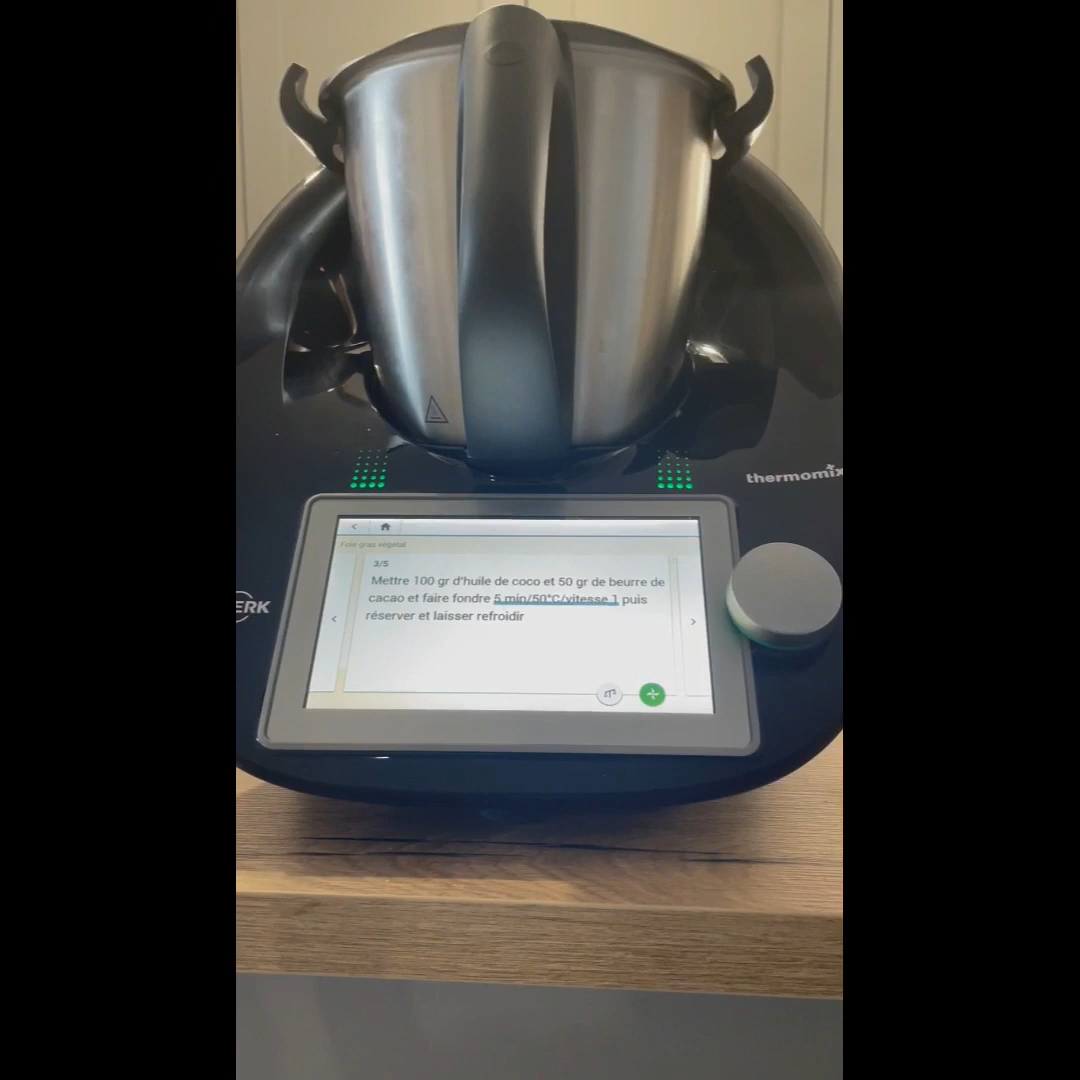 thermomix
ERK
Foie gras végétal
3/5
Mettre 100 gr d'huile de coco et 50 gr de beurre de
cacao et faire fondre 5 min/50°C/vitesse 1 puis
réserver et laisser refroidir